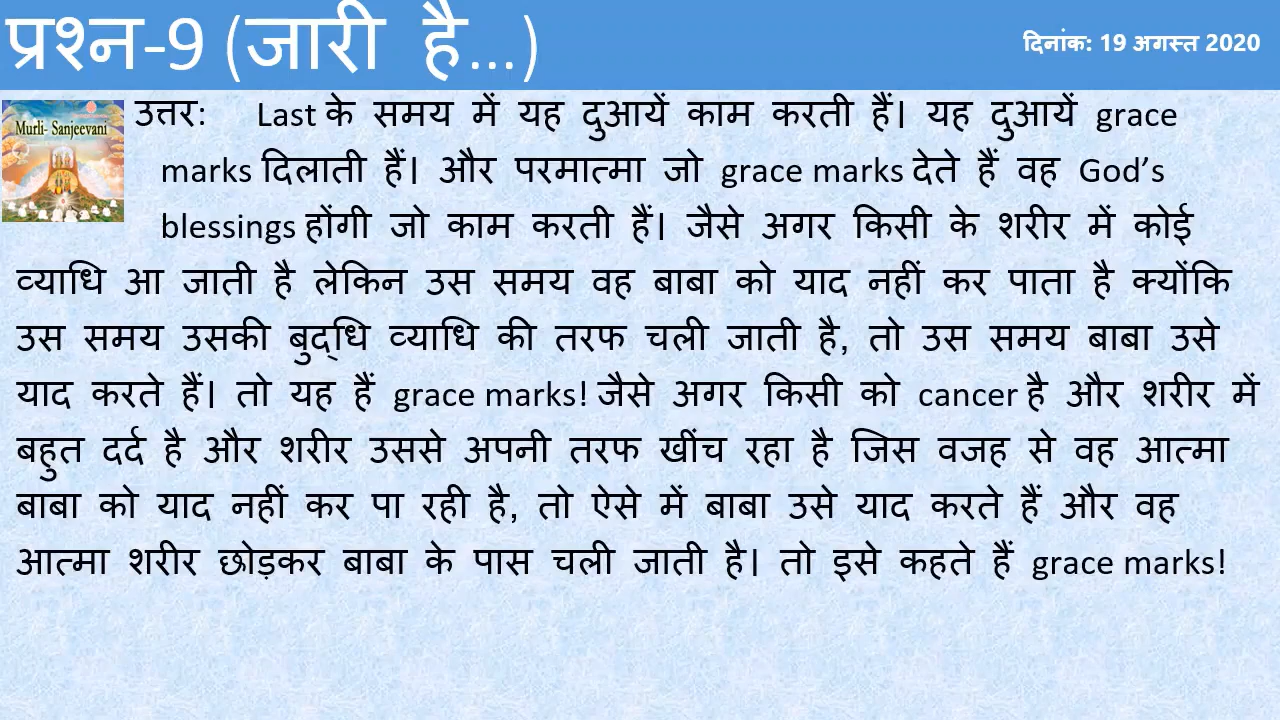 प्रश्न-9 (जारी है...)
दिनांक: 19 अगस्त 2020
Murli- Sanjeevani
उत्तर: Last के समय में यह दुआयें काम करती हैं। यह दुआयें grace
marks दिलाती हैं। और परमात्मा जो grace marks देते हैं वह God’s
blessings होंगी जो काम करती हैं। जैसे अगर किसी के शरीर में कोई
व्याधि आ जाती है लेकिन उस समय वह बाबा को याद नहीं कर पाता है क्योंकि
उस समय उसकी बुद्धि व्याधि की तरफ चली जाती है, तो उस समय बाबा उसे
याद करते हैं। तो यह हैं grace marks! जैसे अगर किसी को cancer है और शरीर में
बहुत दर्द है और शरीर उससे अपनी तरफ खींच रहा है जिस वजह से वह आत्मा
बाबा को याद नहीं कर पा रही है, तो ऐसे में बाबा उसे याद करते हैं और वह
आत्मा शरीर छोड़कर बाबा के पास चली जाती है। तो इसे कहते हैं grace marks!